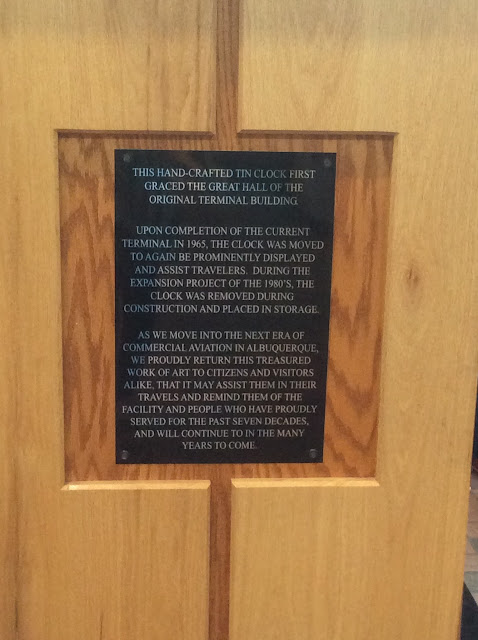 THIS HAND-CRAFTED TIN CLOCK FIRST
GRACED THE GREAT HALL OF THE
ORIGINAL TERMINAL BUILDING.
UPON COMPLETION OF THE CURRENT
TERMINAL IN 1965, THE CLOCK WAS MOVED
TO AGAIN BE PROMINENTLY DISPLAYED
AND ASSIST TRAVELERS. DURING THE
EXPANSION PROJECT OF THE 1980'S, THE
CLOCK WAS REMOVED DURING
CONSTRUCTION AND PLACED IN STORAGE.
AS WE MOVE INTO THE NEXT ERA OF
COMMERCIAL AVIATION IN ALBUQUERQUE,
WE PROUDLY RETURN THIS TREASURED
WORK OF ART TO CITIZENS AND VISITORS
ALIKE, THAT IT MAY ASSIST THEM IN THEIR
TRAVELS AND REMIND THEM OF THE
FACILITY AND PEOPLE WHO HAVE PROUDLY
SERVED FOR THE PAST SEVEN DECADES,
AND WILL CONTINUE TO IN THE MANY
YEARS TO COME.